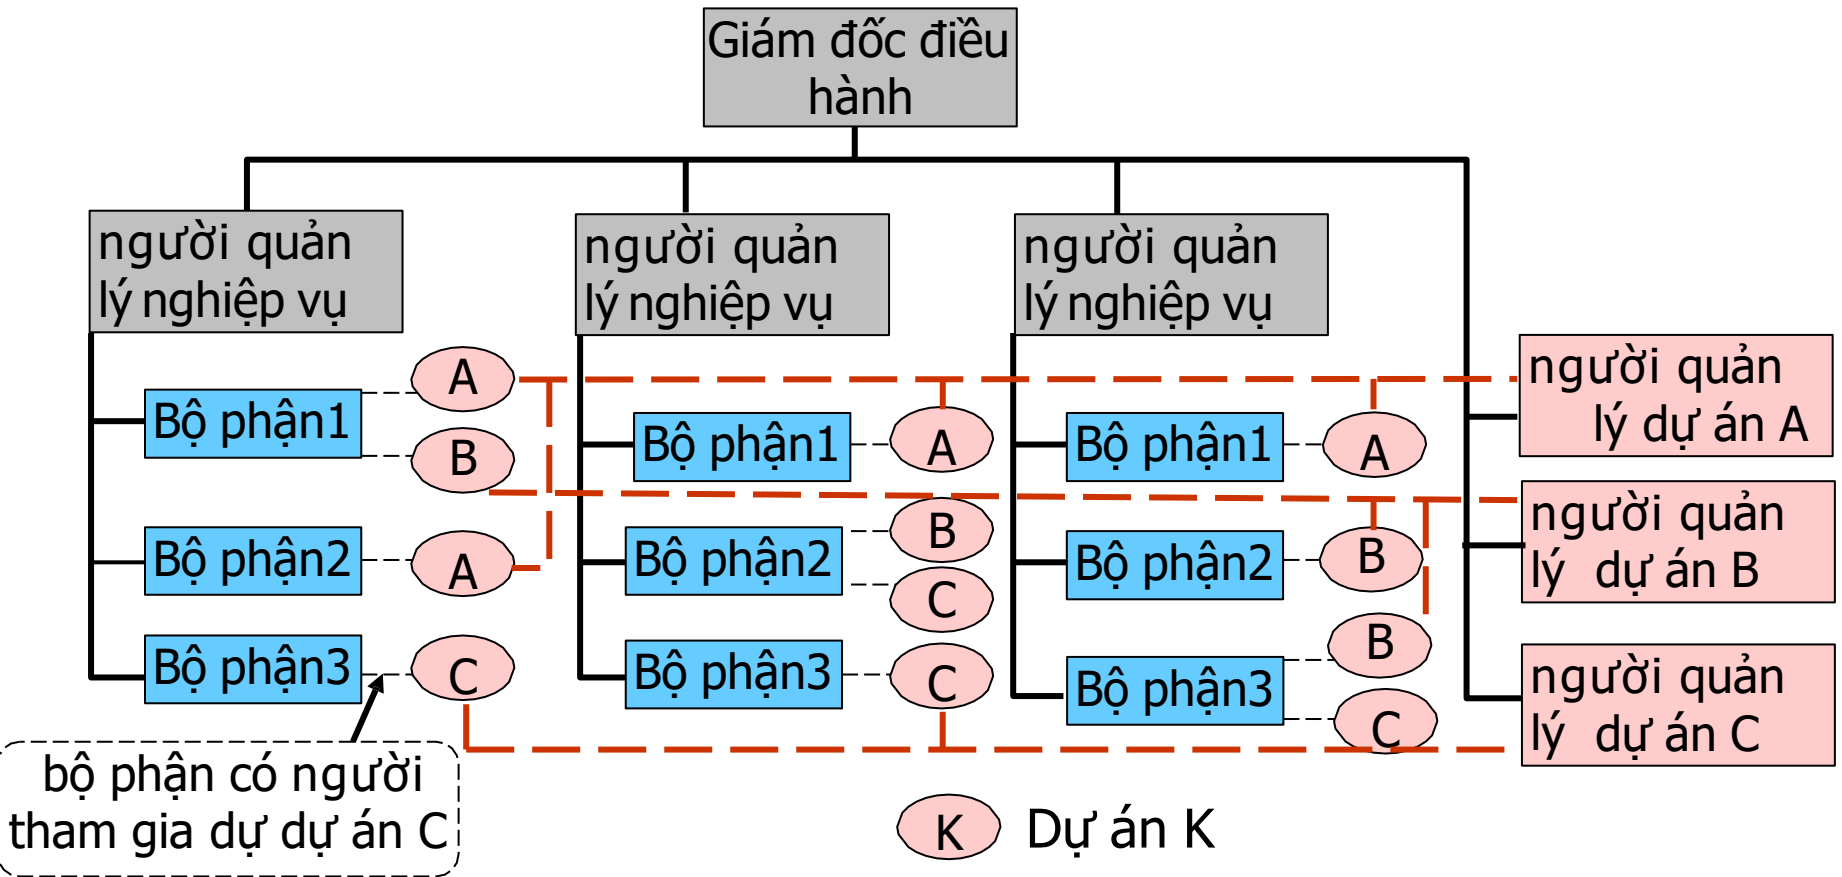 Giám đốc điều
hành
người quản
lý nghiệp vụ
người quản
lý nghiệp vụ
người quản
lý nghiệp vụ
người quản
lý dự án A
người quản
lý dự án B
người quản
lý dự án C
Bộ phận1
A
B
Bộ phận2
A
Bộ phận3
C
Bộ phận1
A
Bộ phận2
B
C
Bộ phận3
C
Bộ phận1
A
Bộ phận2
B
Bộ phận3
B
C
bộ phận có người
tham gia dự dự án C
K Dự án K